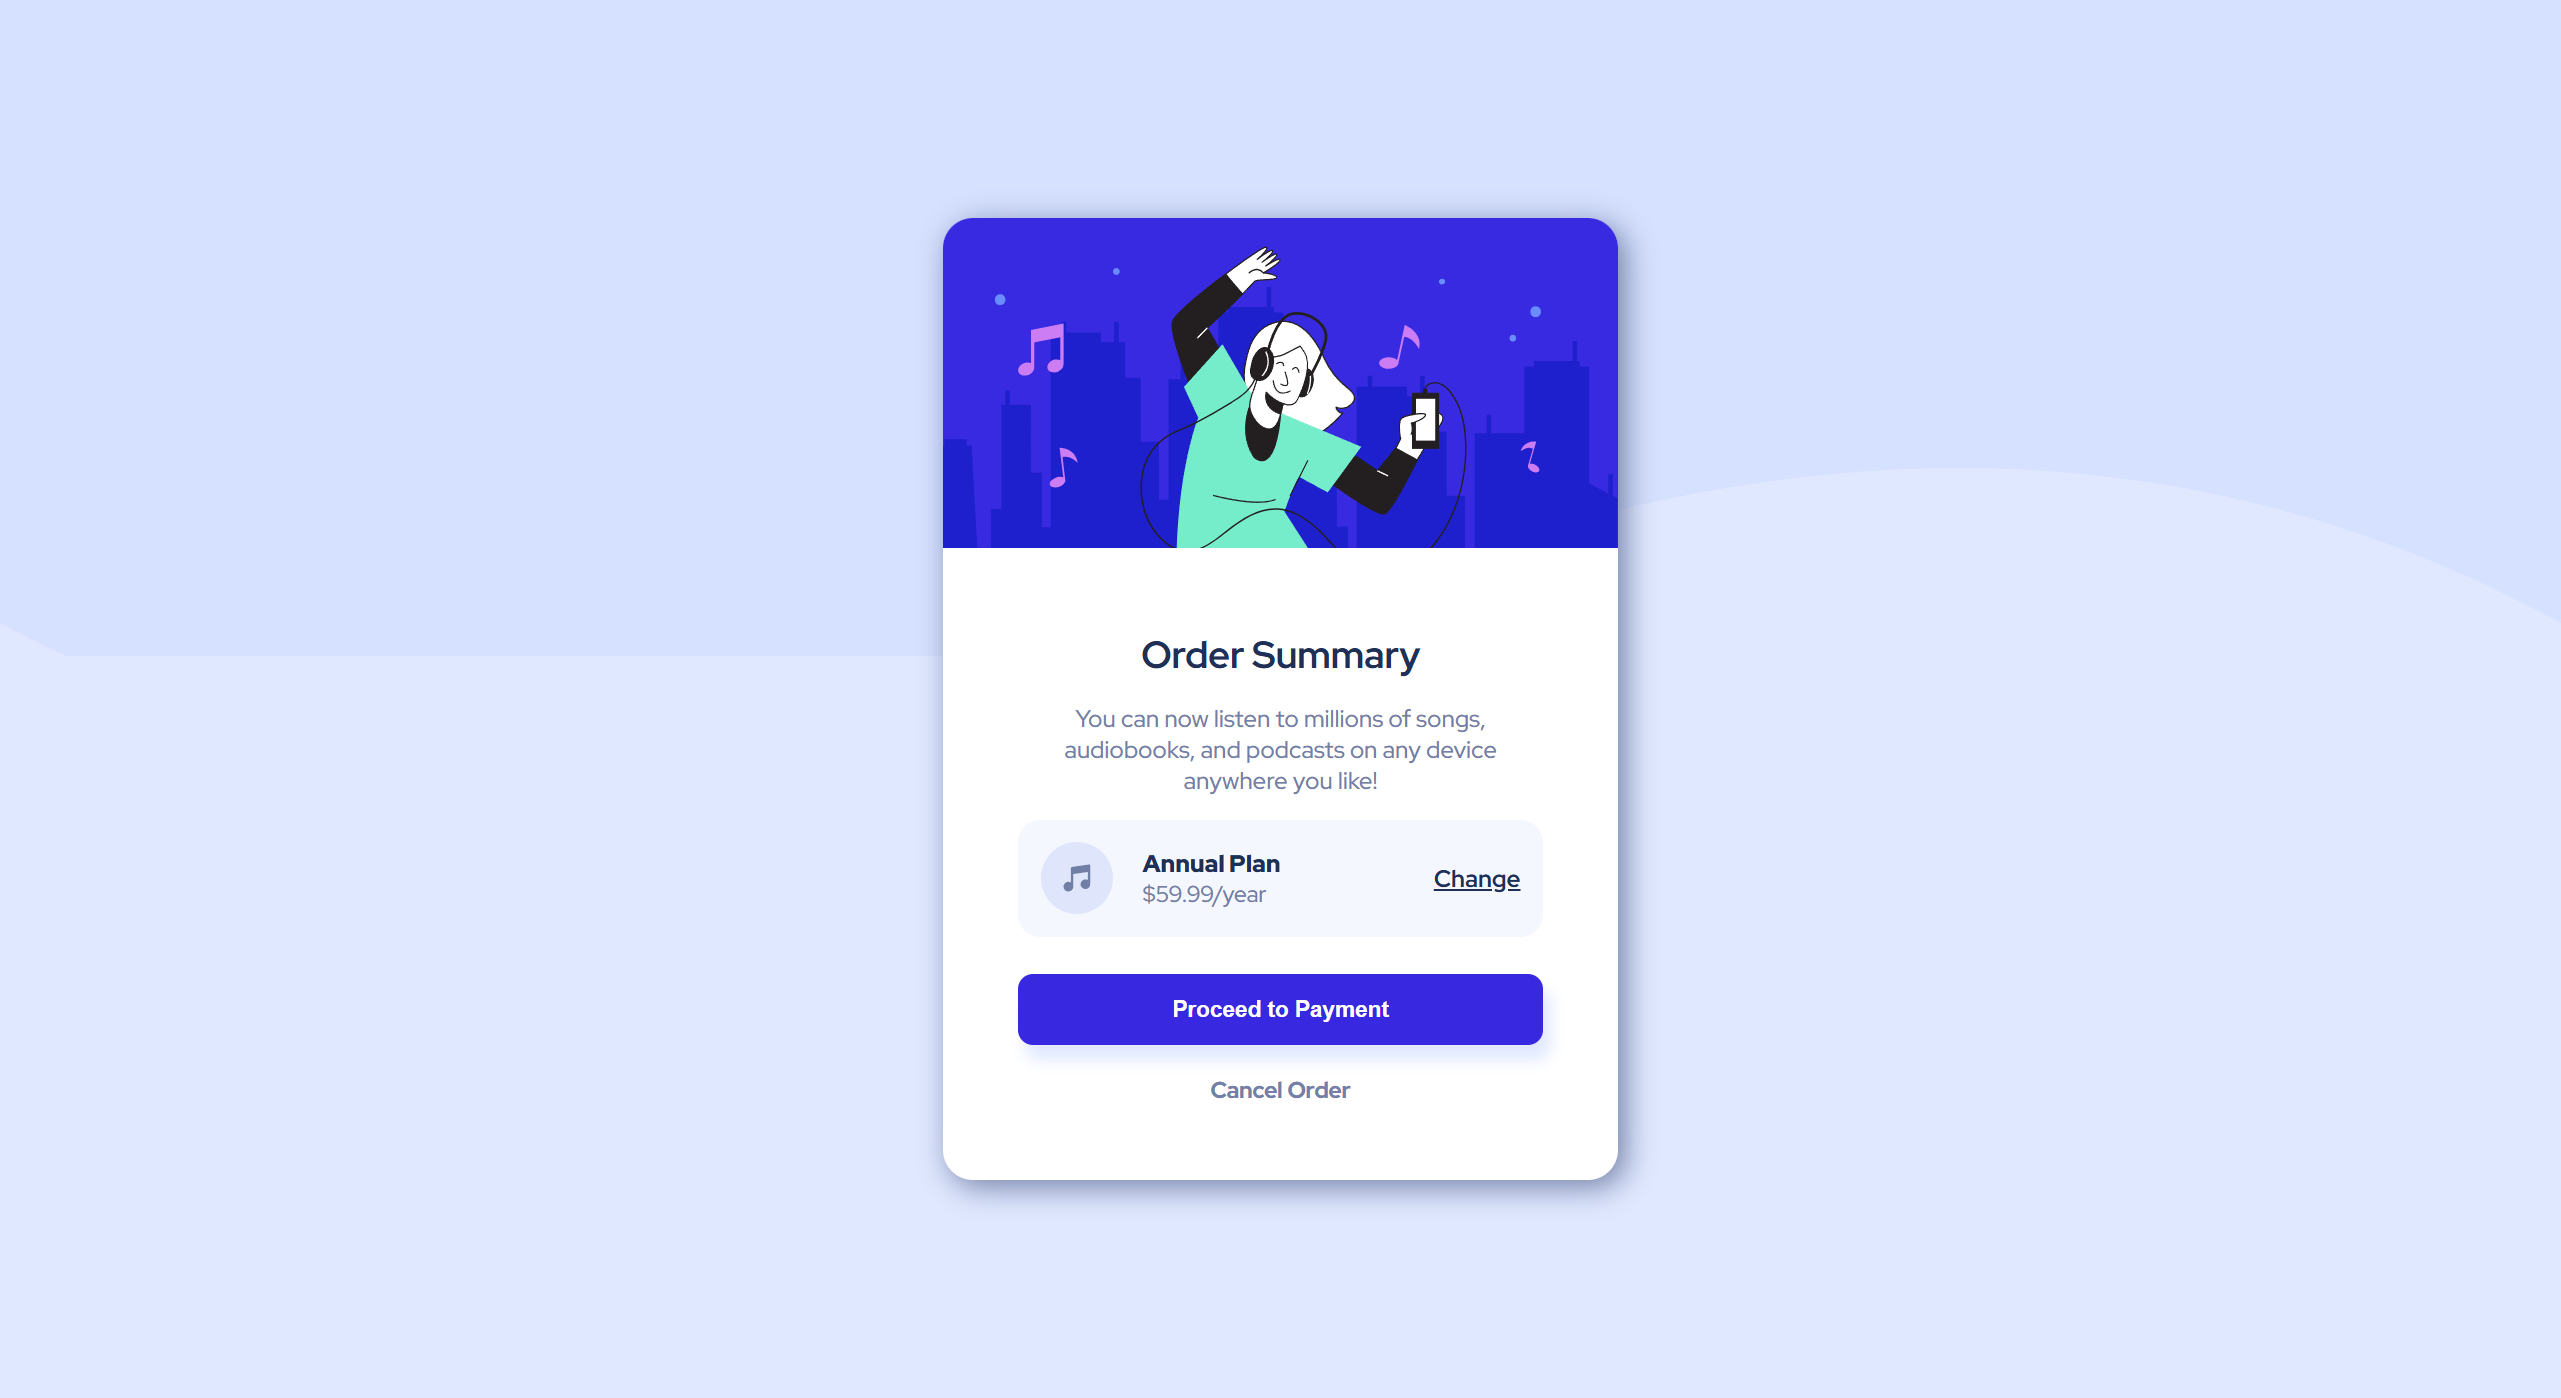 Order Summary
You can now listen to millions of songs,
audiobooks, and podcasts on any device
anywhere you like!
Annual Plan
$59.99/year
Change
Proceed to Payment
Cancel Order